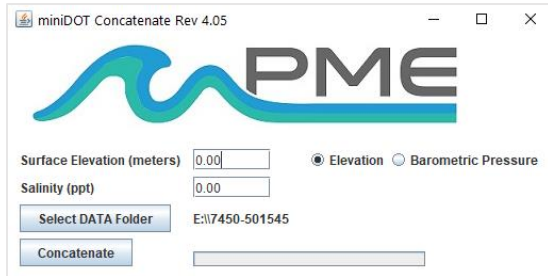 miniDOT Concatenate Rev 4.05
PME
Surface Elevation (meters) 0.00 Elevation Barometric Pressure
Salinity (ppt) 0.00
Select DATA Folder E:\\7450-501545
Concatenate